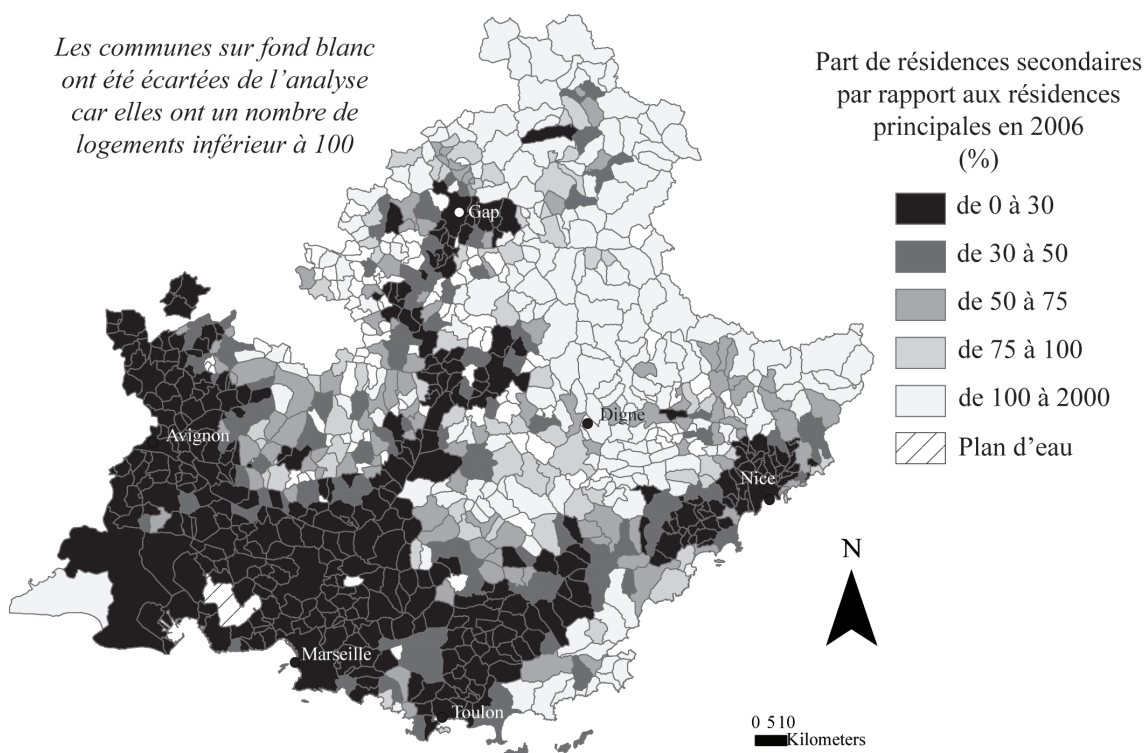 Les communes sur fond blanc
ont été écartées de l'analyse
car elles ont un nombre de
logements inférieur à 100
Part de résidences secondaires
par rapport aux résidences
principales en 2006
(%)
de 0 à 30
de 30 à 50
de 50 à 75
de 75 à 100
de 100 à 2000
Plan d'eau
Gap
Digne
Avignon
Nice
Marseille
Toulon
N
0 5 10
Kilometers